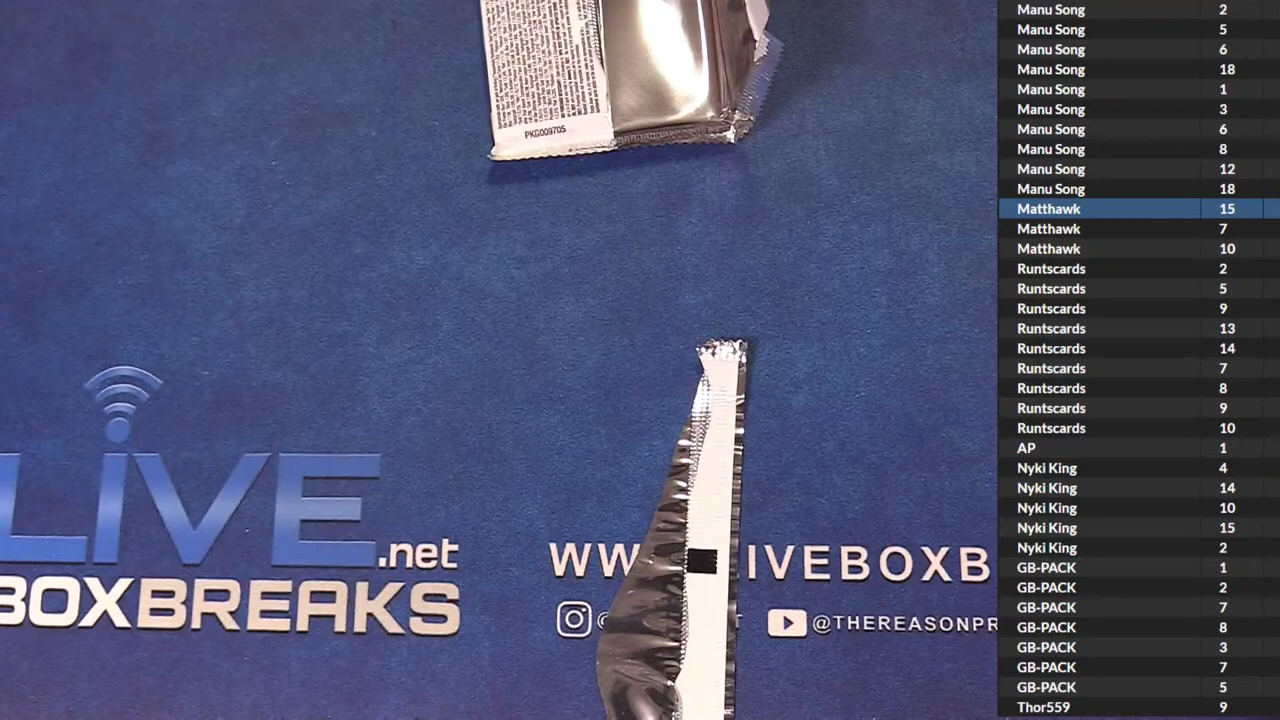 PKG009705
LiVE.net
BOXBREAKS
WW
IVEBOXB
@THEREASONPR
Manu Song 2
Manu Song 5
Manu Song 6
Manu Song 18
Manu Song 1
Manu Song 3
Manu Song 6
Manu Song 8
Manu Song 12
Manu Song 18
Matthawk 15
Matthawk 7
Matthawk 10
Runtscards 2
Runtscards 5
Runtscards 9
Runtscards 13
Runtscards 14
Runtscards 7
Runtscards 8
Runtscards 9
Runtscards 10
AP 1
Nyki King 4
Nyki King 14
Nyki King 10
Nyki King 15
Nyki King 2
GB-PACK 1
GB-PACK 2
GB-PACK 7
GB-PACK 8
GB-PACK 3
GB-PACK 7
GB-PACK 5
Thor559 9